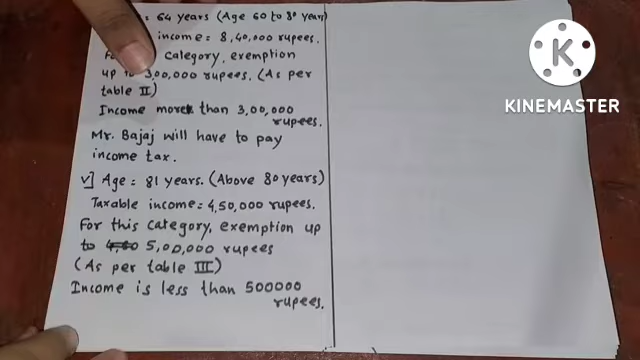 = 64 years (Age 60 to 80 years)
income = 8,40,000 rupees.
category, exemption
up to 3,00,000 rupees. (As per
table II)
Income more than 3,00,000
rupees.
Mr. Bajaj will have to pay
income tax.
v] Age = 81 years. (Above 80 years)
Taxable income = 4,50,000 rupees.
For this category, exemption up
to 5,00,000 rupees
(As per table III)
Income is less than 500000
rupees.
K
KINEMASTER